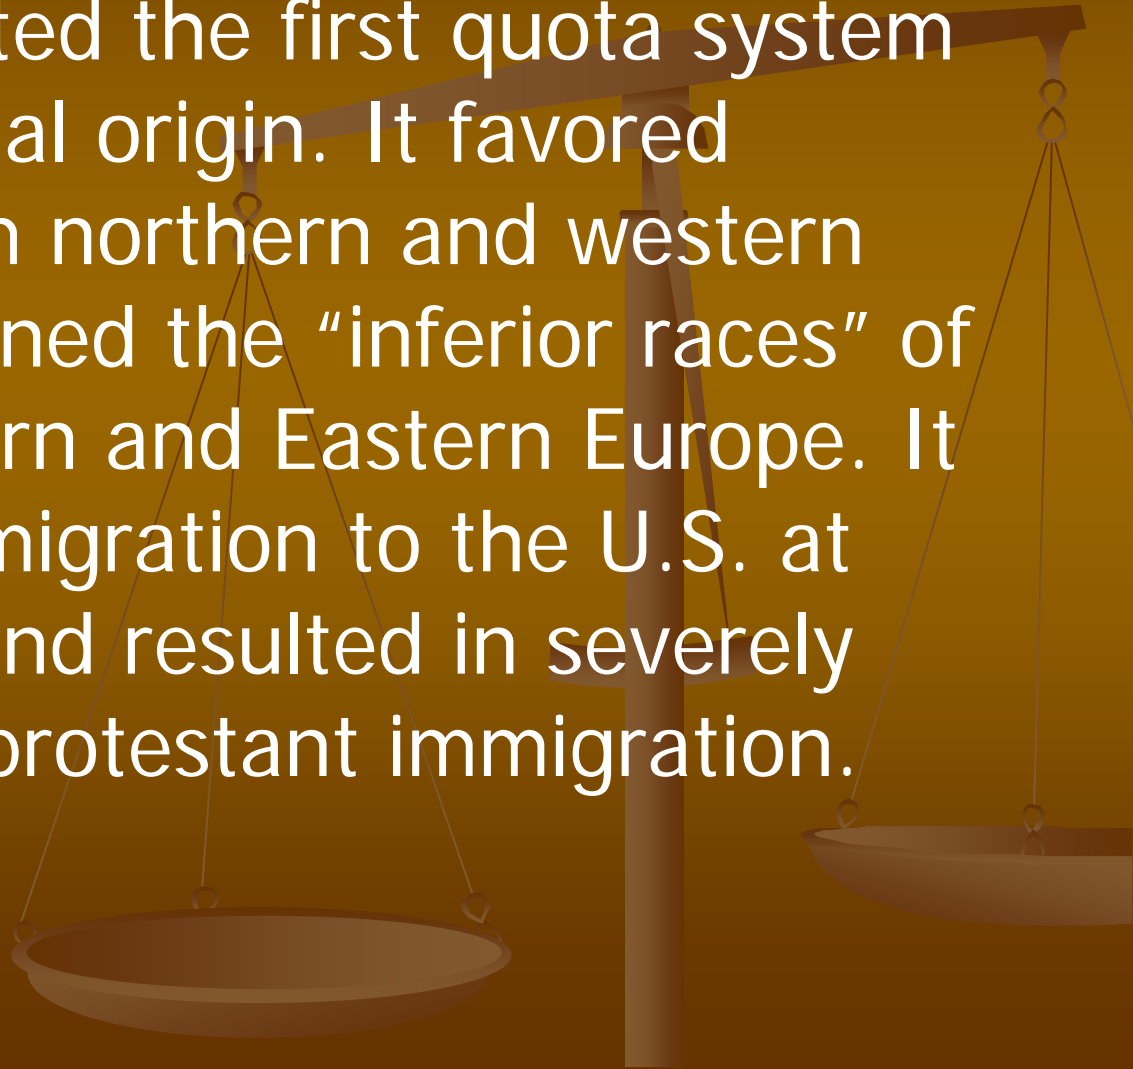 ted the first quota system
al origin. It favored
n northern and western
ned the “inferior races” of
rn and Eastern Europe. It
migration to the U.S. at
nd resulted in severely
protestant immigration.